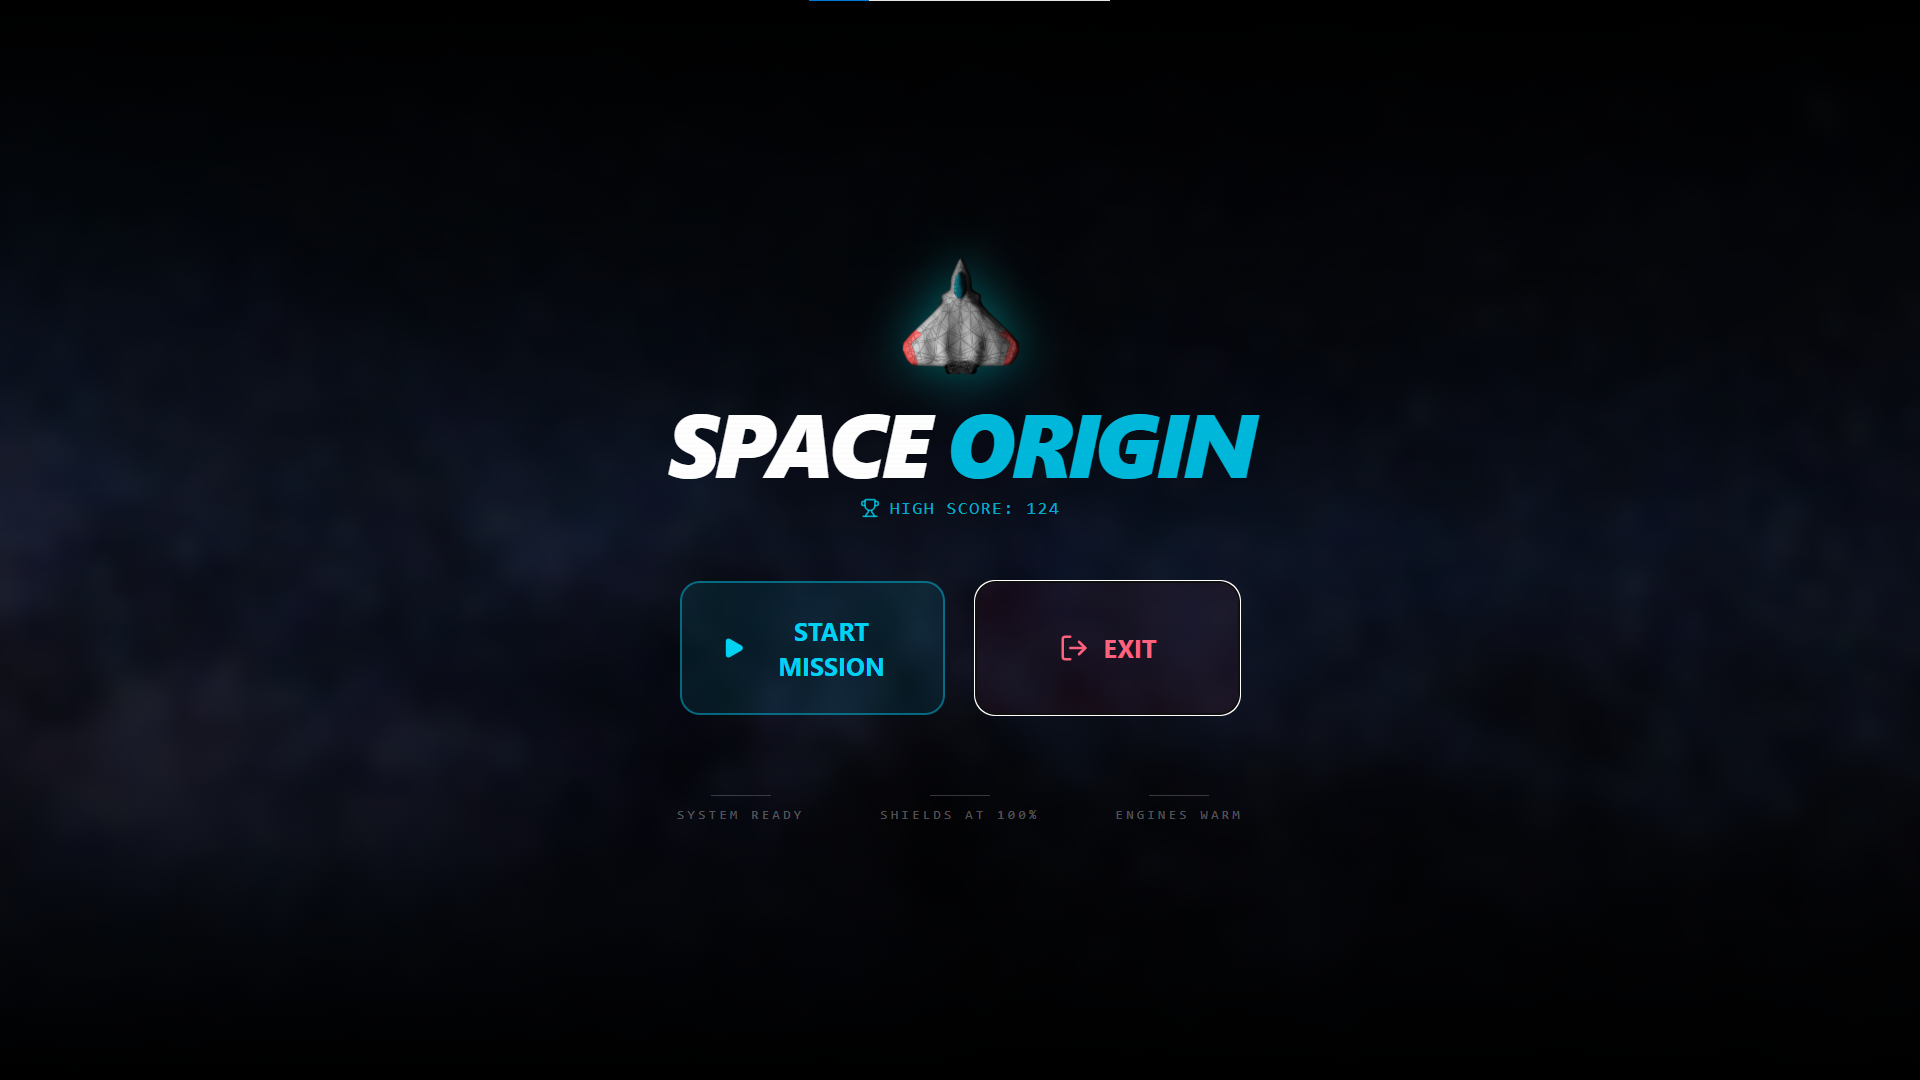 SPACE ORIGIN
HIGH SCORE: 124
START
MISSION
EXIT
SYSTEM READY
SHIELDS AT 100%
ENGINES WARM